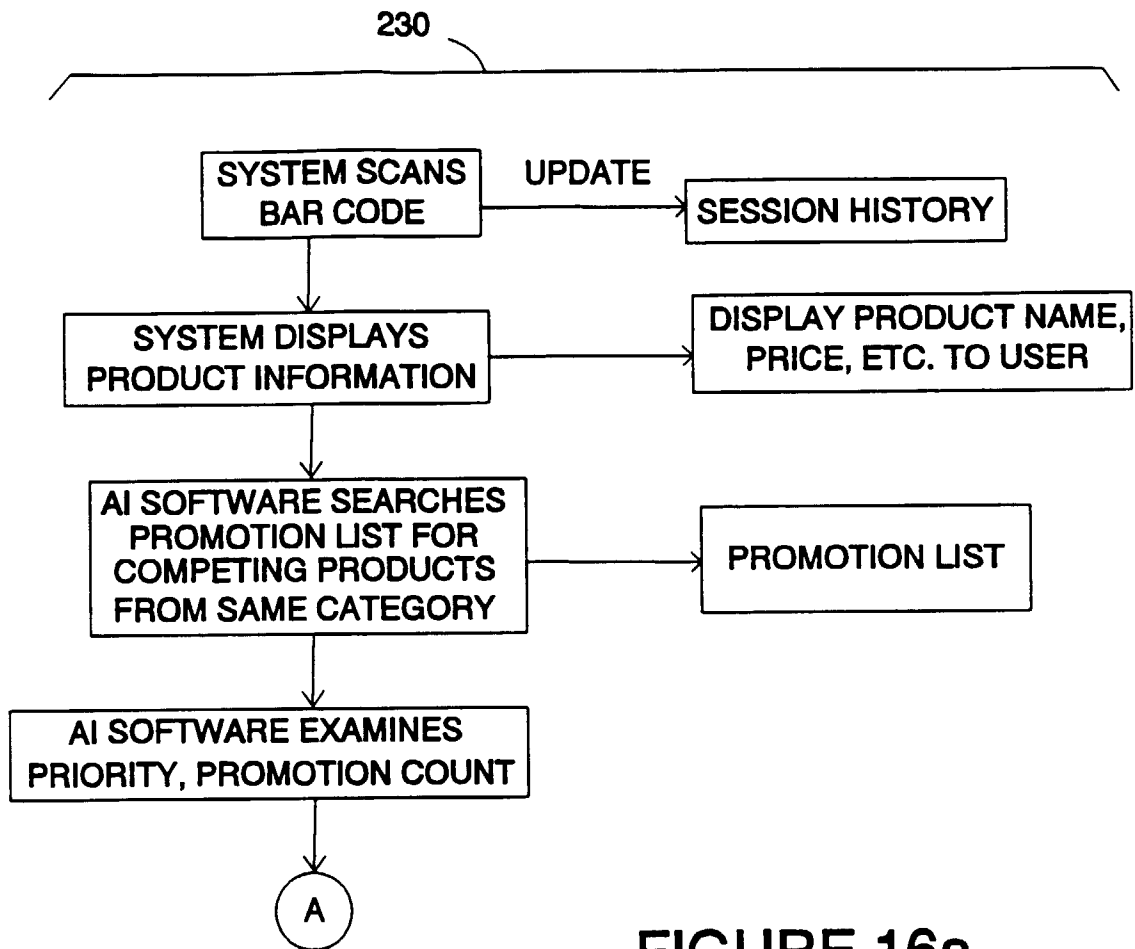 230
SYSTEM SCANS
BAR CODE
UPDATE
SESSION HISTORY
SYSTEM DISPLAYS
PRODUCT INFORMATION
DISPLAY PRODUCT NAME,
PRICE, ETC. TO USER
AI SOFTWARE SEARCHES
PROMOTION LIST FOR
COMPETING PRODUCTS
FROM SAME CATEGORY
PROMOTION LIST
AI SOFTWARE EXAMINES
PRIORITY, PROMOTION COUNT
A
FIGURE 16a